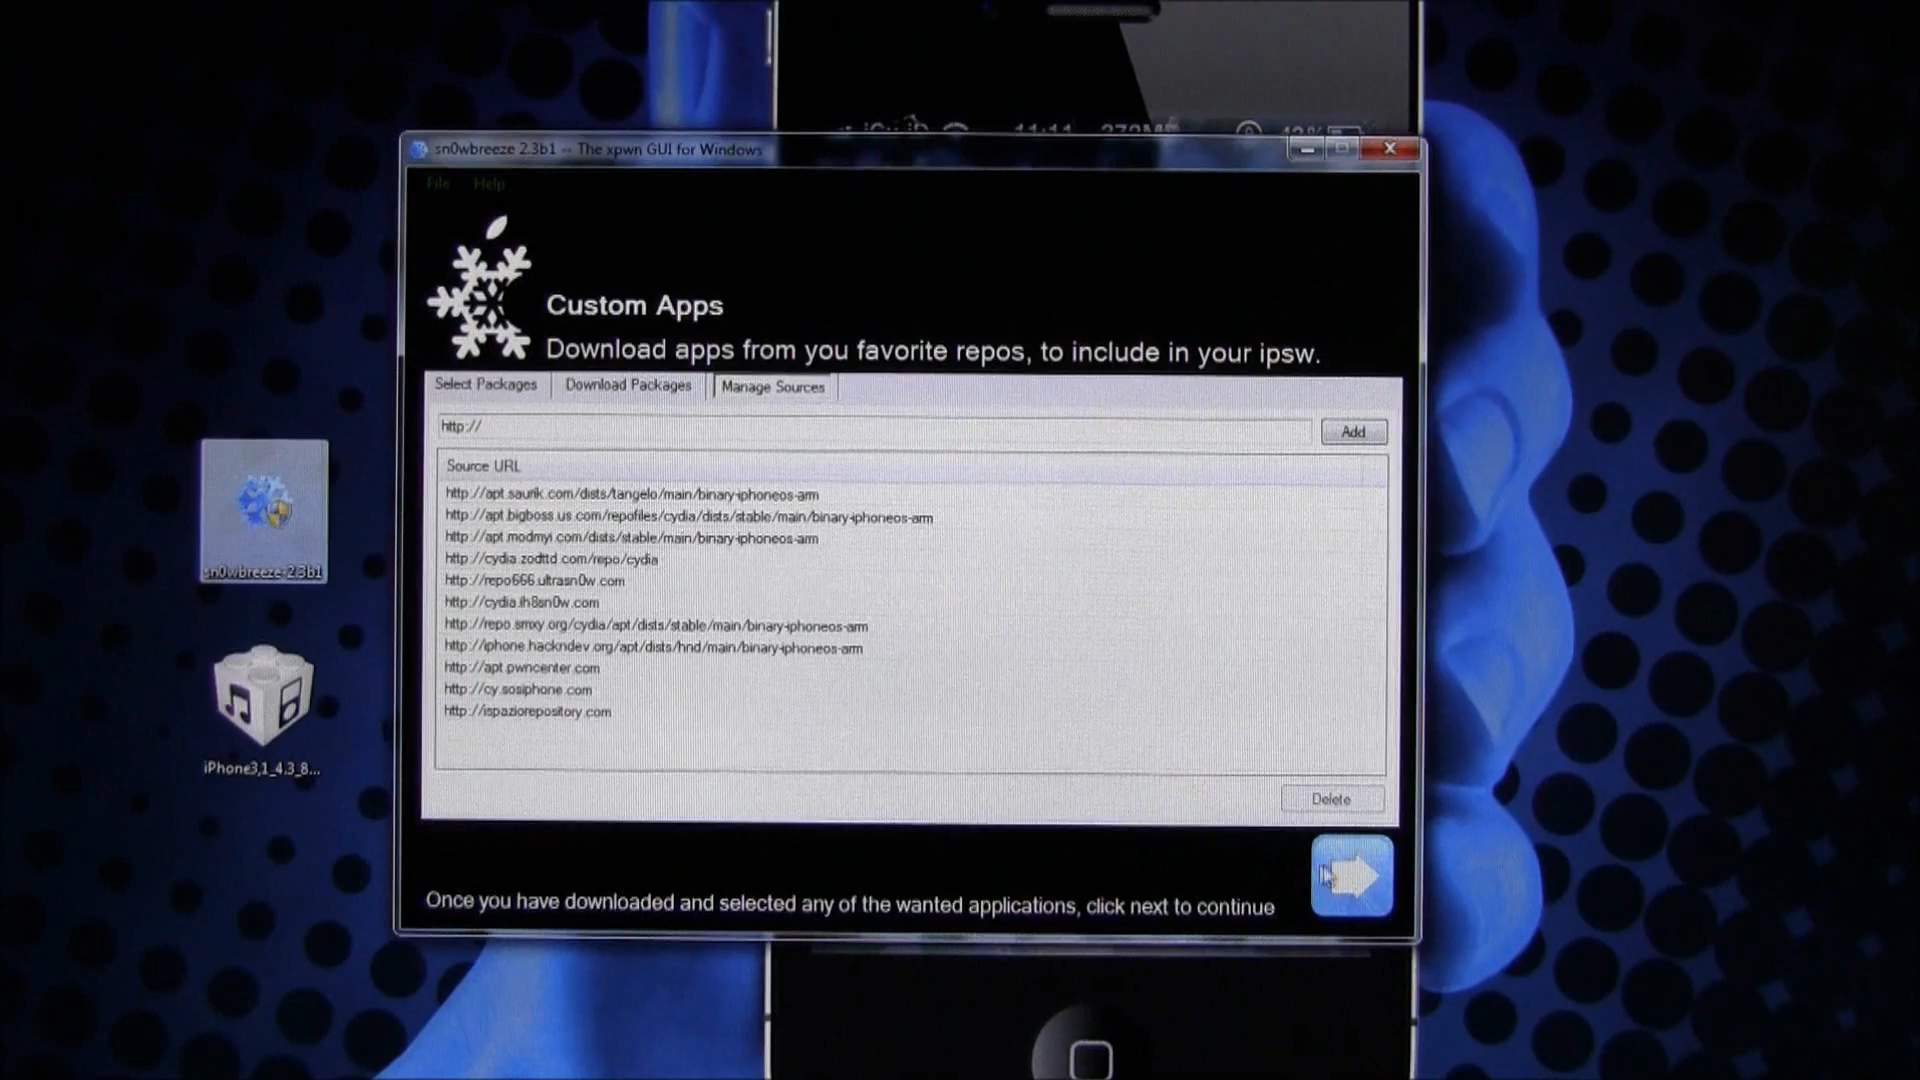 11:11
sn0wbreeze 2.3b1 -- The xpwn GUI for Windows
File Help
Custom Apps
Download apps from you favorite repos, to include in your ipsw.
Select Packages Download Packages Manage Sources
http://
Add
Source URL
http://apt.saurik.com/dists/tangelo/main/binary-iphoneos-arm
http://apt.bigboss.us.com/repofiles/cydia/dists/stable/main/binary-iphoneos-arm
http://apt.modmyi.com/dists/stable/main/binary-iphoneos-arm
http://cydia.zodttd.com/repo/cydia
http://repo666.ultrasn0w.com
http://cydia.ih8sn0w.com
http://repo.smxy.org/cydia/apt/dists/stable/main/binary-iphoneos-arm
http://iphone.hackndev.org/apt/dists/hnd/main/binary-iphoneos-arm
http://apt.pwncenter.com
http://cy.sosiphone.com
http://ispaziorepository.com
Delete
Once you have downloaded and selected any of the wanted applications, click next to continue
sn0wbreeze-2.3b1
iPhone3,1_4.3_8...